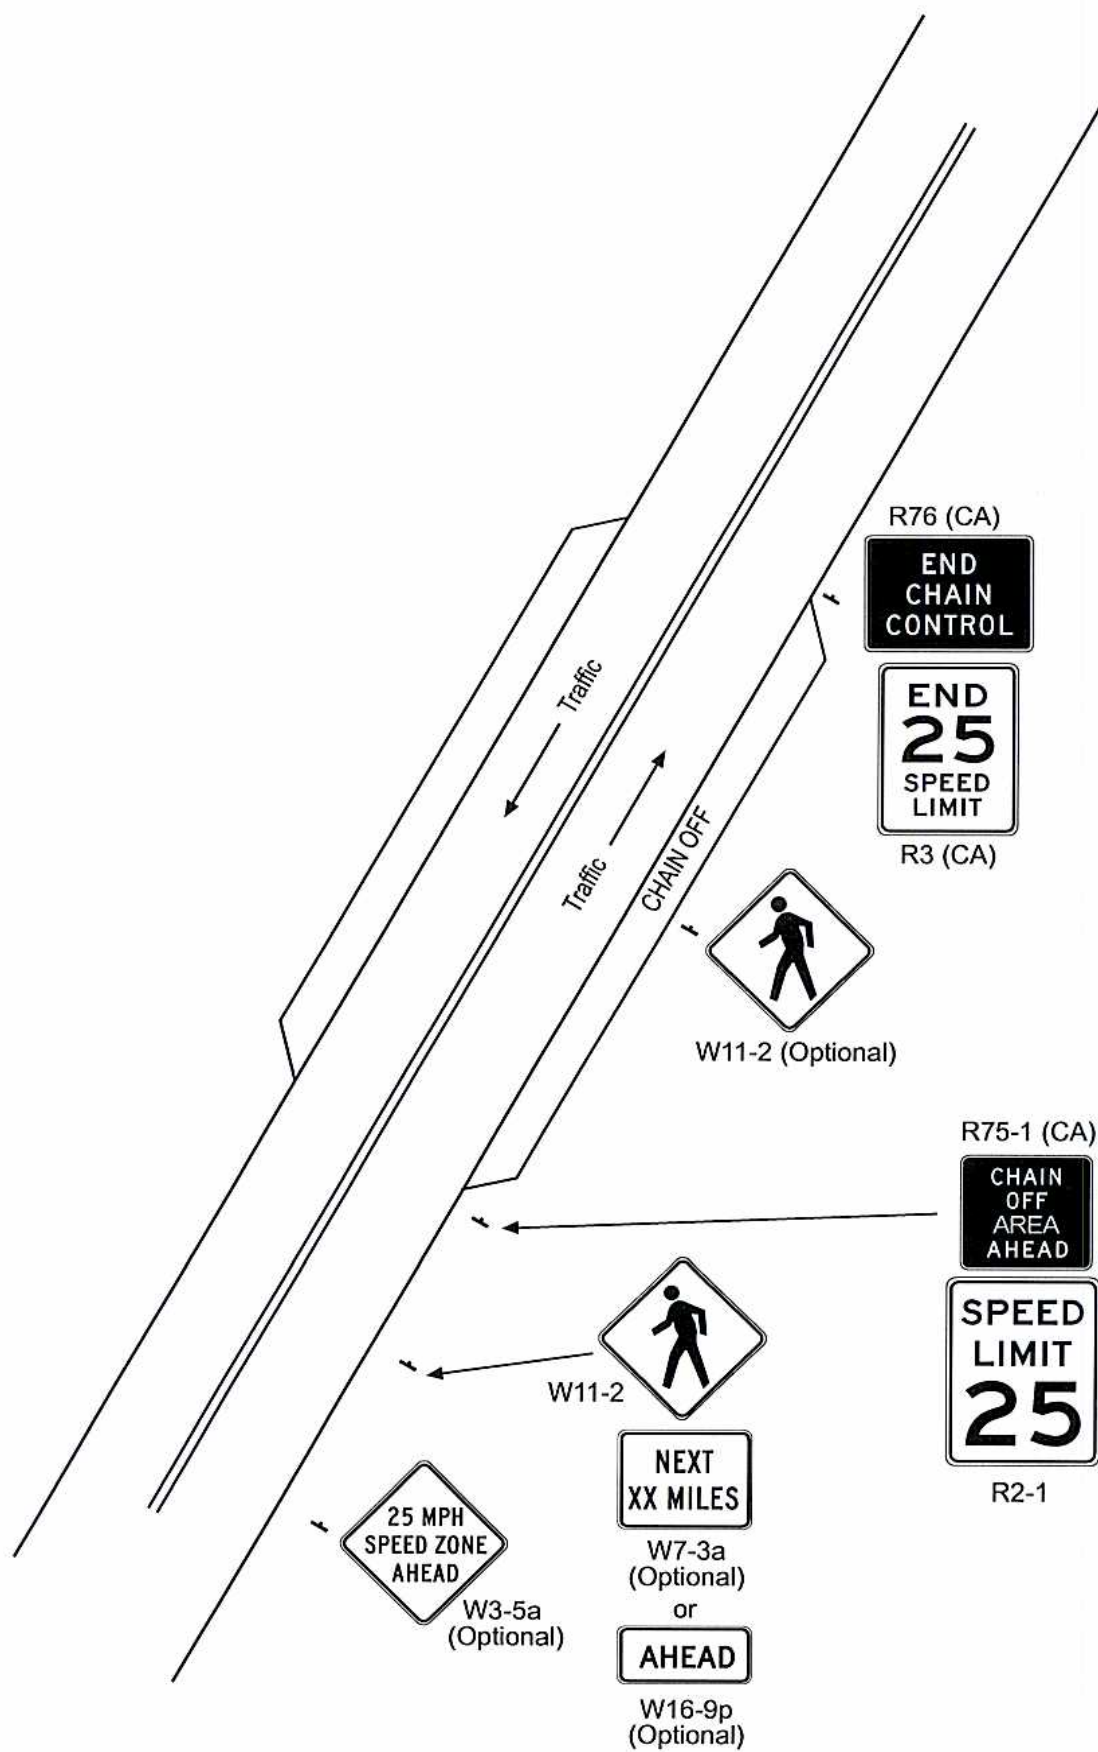 R76 (CA)
END
CHAIN
CONTROL
END
25
SPEED
LIMIT
R3 (CA)
Traffic
Traffic
CHAIN OFF
W11-2 (Optional)
R75-1 (CA)
CHAIN
OFF
AREA
AHEAD
SPEED
LIMIT
25
R2-1
W11-2
NEXT
XX MILES
W7-3a
(Optional)
or
AHEAD
W16-9p
(Optional)
25 MPH
SPEED ZONE
AHEAD
W3-5a
(Optional)